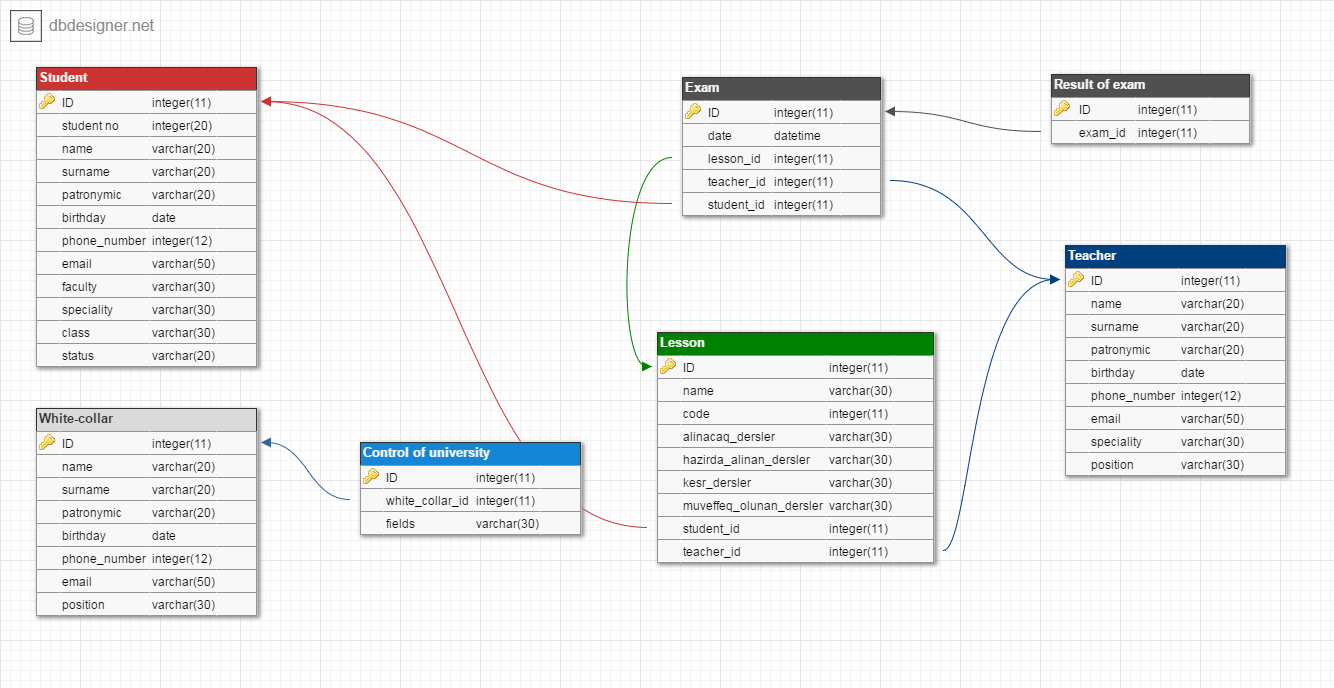 dbdesigner.net
Student
ID integer(11)
student no integer(20)
name varchar(20)
surname varchar(20)
patronymic varchar(20)
birthday date
phone_number integer(12)
email varchar(50)
faculty varchar(30)
speciality varchar(30)
class varchar(30)
status varchar(20)
White-collar
ID integer(11)
name varchar(20)
surname varchar(20)
patronymic varchar(20)
birthday date
phone_number integer(12)
email varchar(50)
position varchar(30)
Control of university
ID integer(11)
white_collar_id integer(11)
fields varchar(30)
Exam
ID integer(11)
date datetime
lesson_id integer(11)
teacher_id integer(11)
student_id integer(11)
Lesson
ID integer(11)
name varchar(30)
code integer(11)
alinacaq_dersler varchar(30)
hazirda_alinan_dersler varchar(30)
kesr_dersler varchar(30)
muveffeq_olunan_dersler varchar(30)
student_id integer(11)
teacher_id integer(11)
Result of exam
ID integer(11)
exam_id integer(11)
Teacher
ID integer(11)
name varchar(20)
surname varchar(20)
patronymic varchar(20)
birthday date
phone_number integer(12)
email varchar(50)
speciality varchar(30)
position varchar(30)